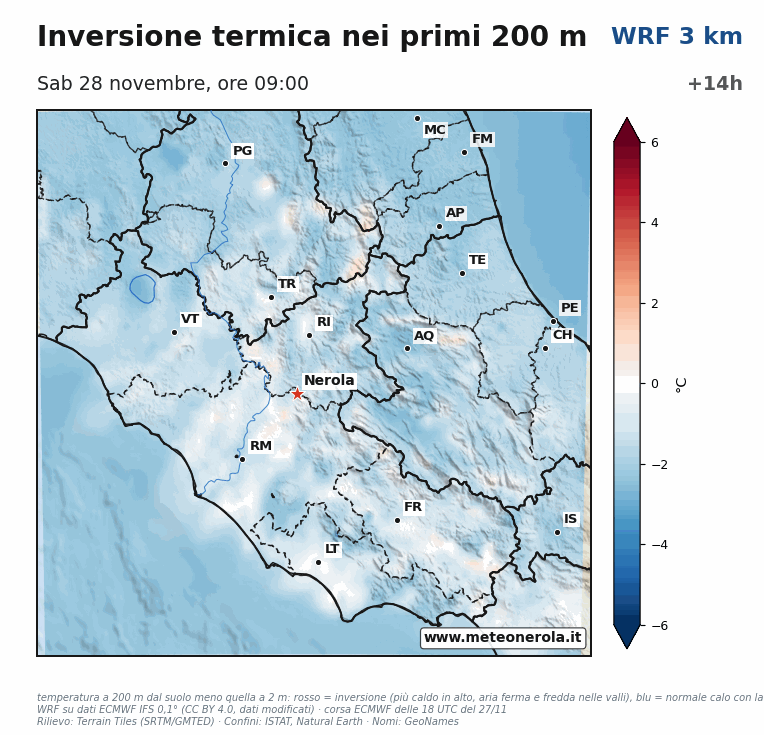 Inversione termica nei primi 200 m WRF 3 km
Sab 28 novembre, ore 09:00 +14h
MC
FM
PG
AP
TE
TR
PE
VT
RI
AQ
CH
Nerola
RM
FR
IS
LT
www.meteonerola.it
6
4
2
0
−2
−4
−6
°C
temperatura a 200 m dal suolo meno quella a 2 m: rosso = inversione (più caldo in alto, aria ferma e fredda nelle valli), blu = normale calo con la
WRF su dati ECMWF IFS 0,1° (CC BY 4.0, dati modificati) · corsa ECMWF delle 18 UTC del 27/11
Rilievo: Terrain Tiles (SRTM/GMTED) · Confini: ISTAT, Natural Earth · Nomi: GeoNames